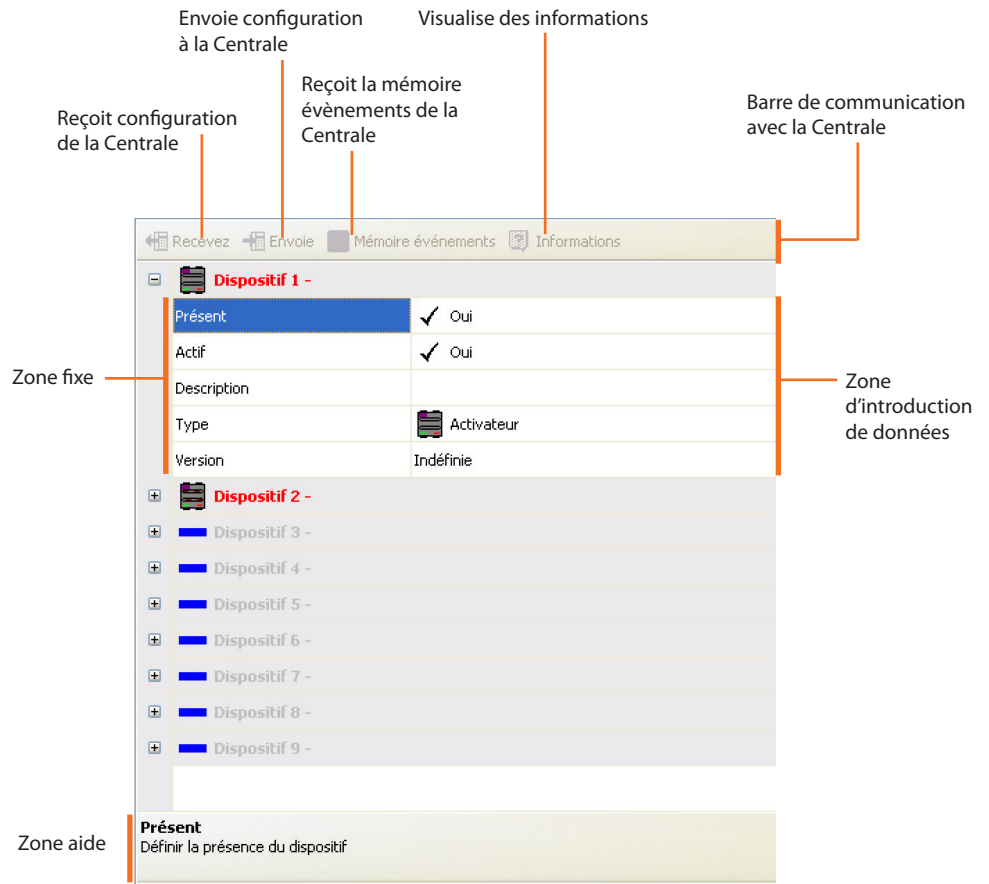 Envoie configuration
à la Centrale
Visualise des informations
Reçoit la mémoire
évènements de la
Centrale
Reçoit configuration
de la Centrale
Barre de communication
avec la Centrale
Recevez Envoie Mémoire événements Informations
Dispositif 1 -
Présent Oui
Actif Oui
Description
Type Activateur
Version Indéfinie
Zone fixe
Zone
d'introduction
de données
Dispositif 2 -
Dispositif 3 -
Dispositif 4 -
Dispositif 5 -
Dispositif 6 -
Dispositif 7 -
Dispositif 8 -
Dispositif 9 -
Zone aide
Présent
Définir la présence du dispositif